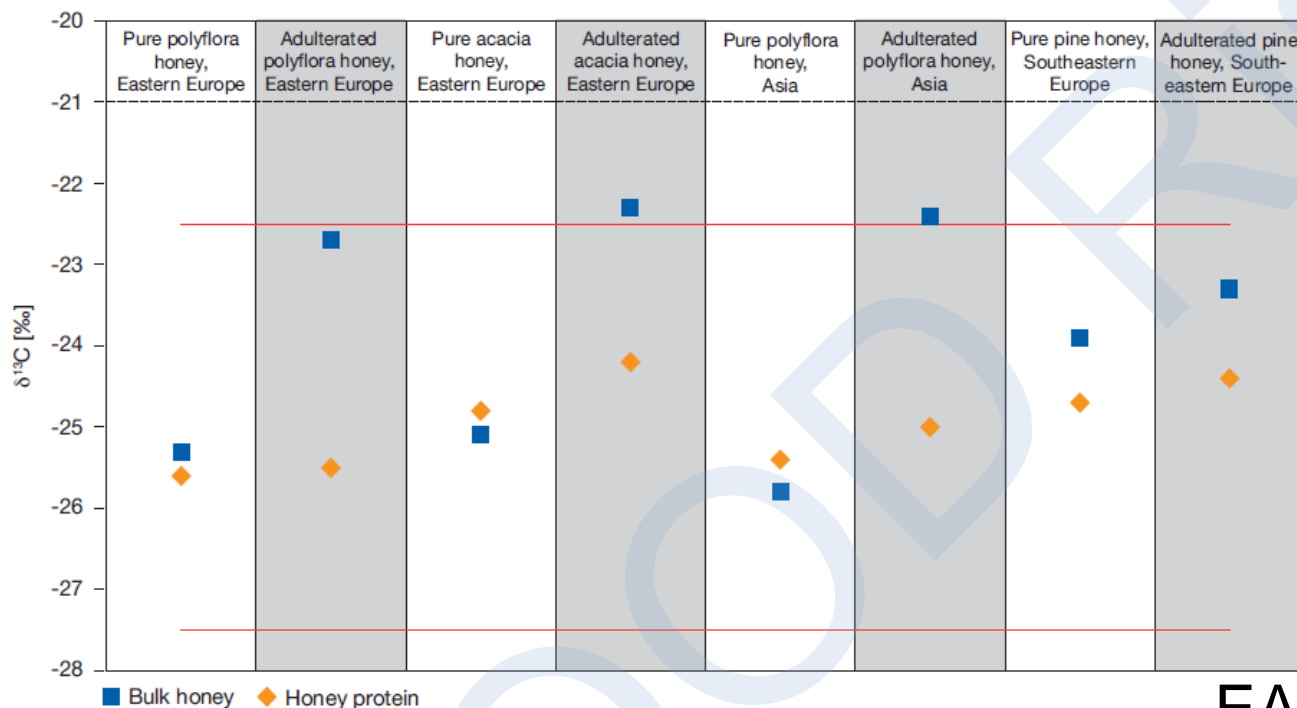 -20
-21
-22
-23
-24
-25
-26
-27
-28
δ¹³C [‰]
Pure polyflora
honey,
Eastern Europe
Adulterated
polyflora honey,
Eastern Europe
Pure acacia
honey,
Eastern Europe
Adulterated
acacia honey,
Eastern Europe
Pure polyflora
honey,
Asia
Adulterated
polyflora honey,
Asia
Pure pine honey,
Southeastern
Europe
Adulterated pine
honey, South-
eastern Europe
Bulk honey
Honey protein